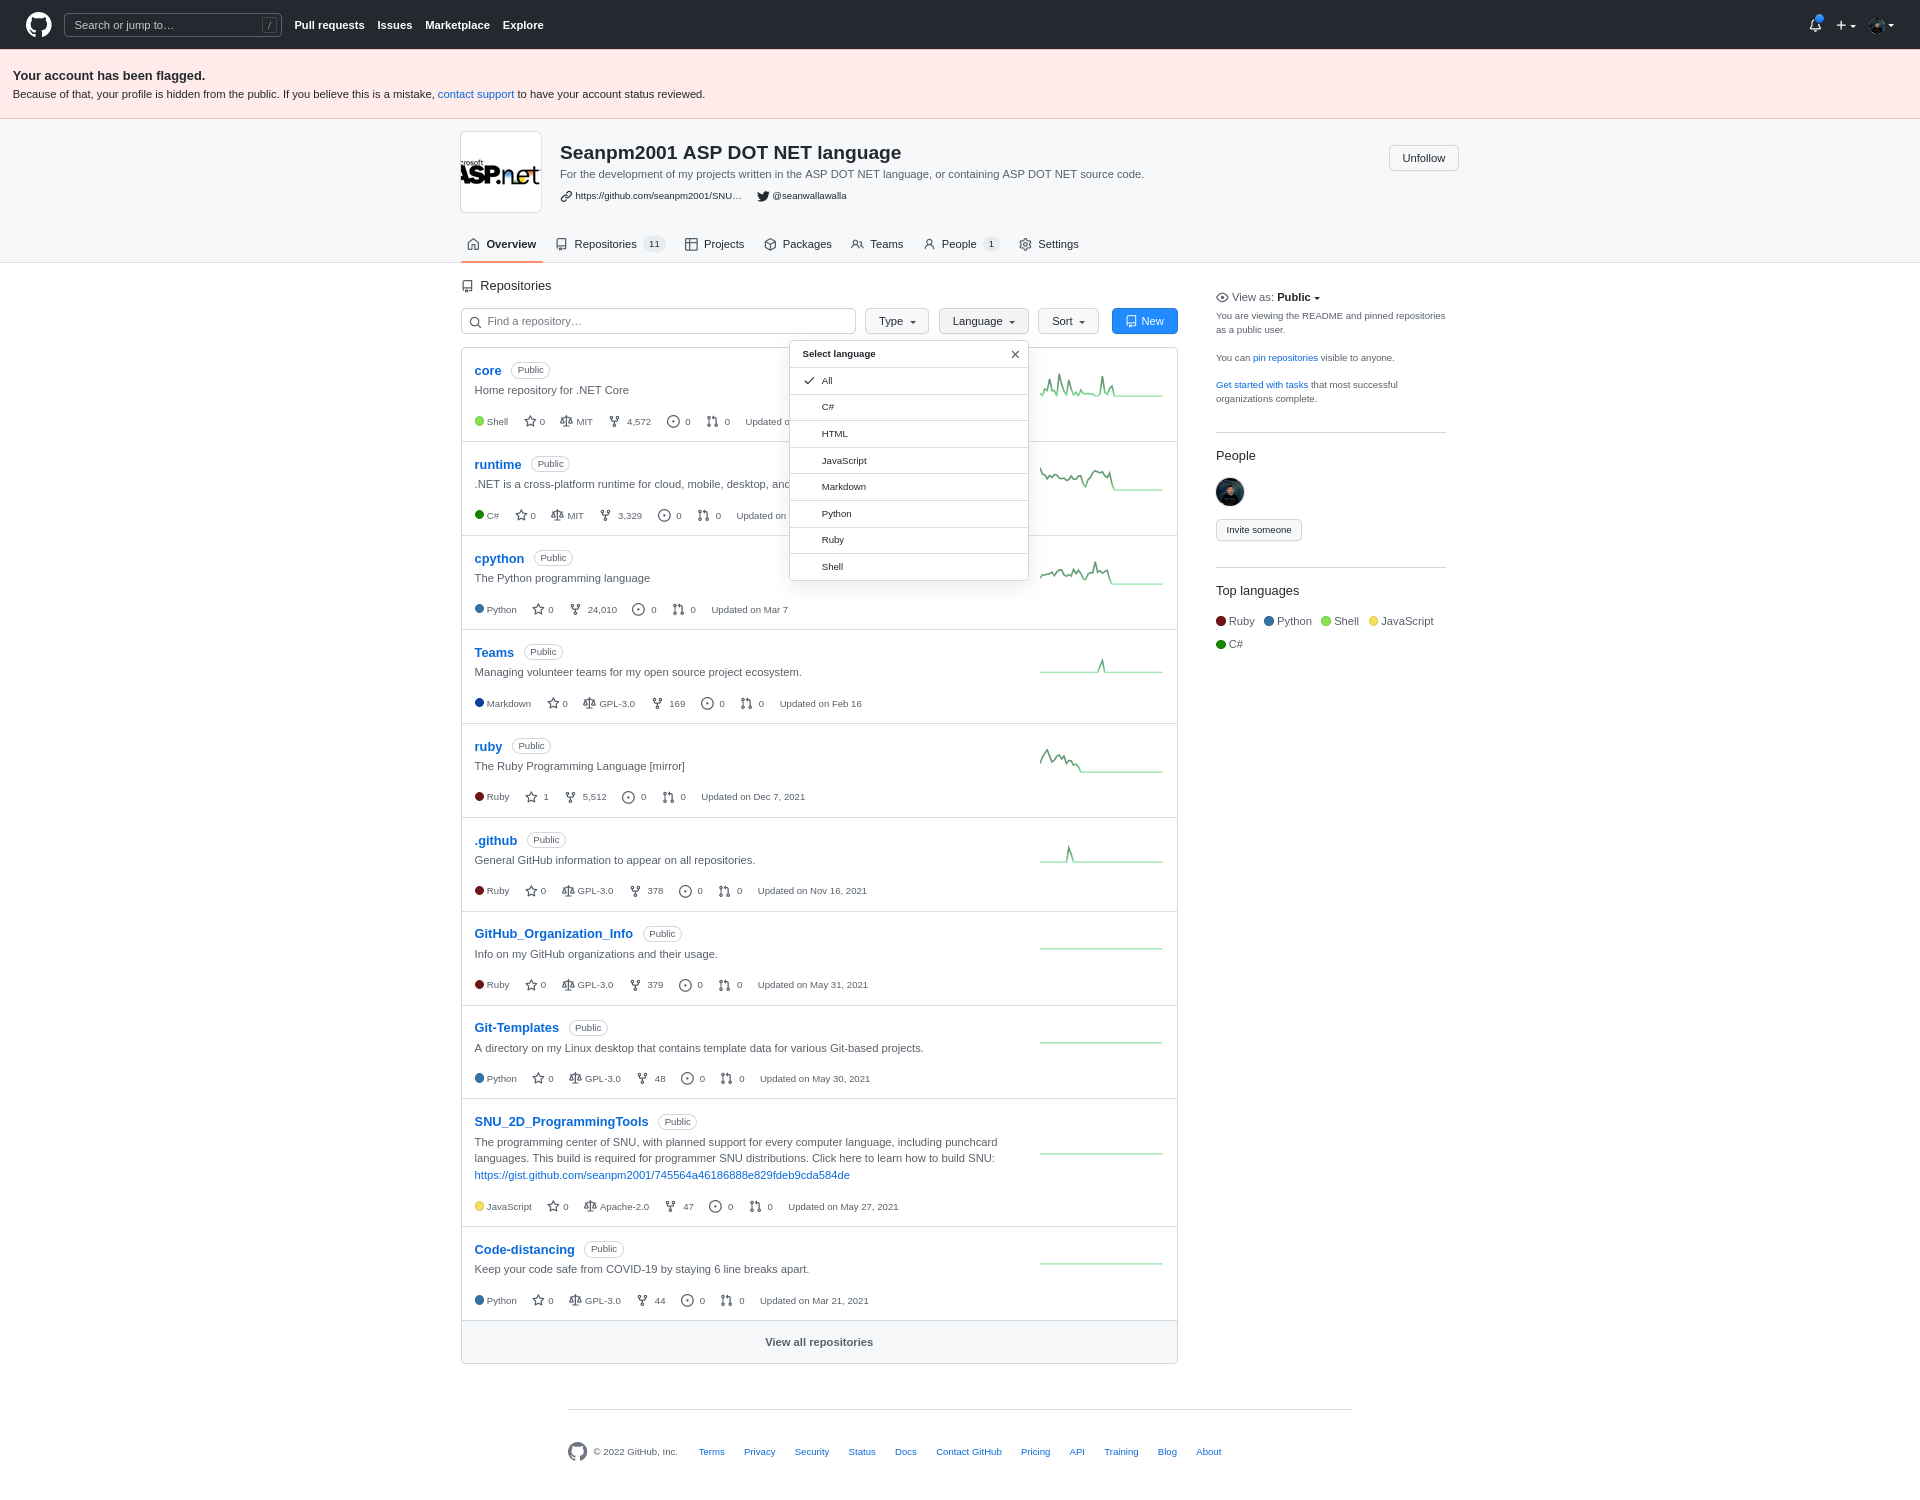 Search or jump to…
/
Pull requests
Issues
Marketplace
Explore
Your account has been flagged.
Because of that, your profile is hidden from the public. If you believe this is a mistake, contact support to have your account status reviewed.
crosoft
ASP.net
Seanpm2001 ASP DOT NET language
For the development of my projects written in the ASP DOT NET language, or containing ASP DOT NET source code.
https://github.com/seanpm2001/SNU…
@seanwallawalla
Unfollow
Overview
Repositories 11
Projects
Packages
Teams
People 1
Settings
Repositories
Find a repository…
Type
Language
Sort
New
Select language
All
C#
HTML
JavaScript
Markdown
Python
Ruby
Shell
core Public
Home repository for .NET Core
Shell 0 MIT 4,572 0 0 Updated o
runtime Public
.NET is a cross-platform runtime for cloud, mobile, desktop, and
C# 0 MIT 3,329 0 0 Updated on
cpython Public
The Python programming language
Python 0 24,010 0 0 Updated on Mar 7
Teams Public
Managing volunteer teams for my open source project ecosystem.
Markdown 0 GPL-3.0 169 0 0 Updated on Feb 16
ruby Public
The Ruby Programming Language [mirror]
Ruby 1 5,512 0 0 Updated on Dec 7, 2021
.github Public
General GitHub information to appear on all repositories.
Ruby 0 GPL-3.0 378 0 0 Updated on Nov 16, 2021
GitHub_Organization_Info Public
Info on my GitHub organizations and their usage.
Ruby 0 GPL-3.0 379 0 0 Updated on May 31, 2021
Git-Templates Public
A directory on my Linux desktop that contains template data for various Git-based projects.
Python 0 GPL-3.0 48 0 0 Updated on May 30, 2021
SNU_2D_ProgrammingTools Public
The programming center of SNU, with planned support for every computer language, including punchcard
languages. This build is required for programmer SNU distributions. Click here to learn how to build SNU:
https://gist.github.com/seanpm2001/745564a46186888e829fdeb9cda584de
JavaScript 0 Apache-2.0 47 0 0 Updated on May 27, 2021
Code-distancing Public
Keep your code safe from COVID-19 by staying 6 line breaks apart.
Python 0 GPL-3.0 44 0 0 Updated on Mar 21, 2021
View all repositories
View as: Public
You are viewing the README and pinned repositories
as a public user.
You can pin repositories visible to anyone.
Get started with tasks that most successful
organizations complete.
People
Invite someone
Top languages
Ruby Python Shell JavaScript
C#
© 2022 GitHub, Inc.
Terms
Privacy
Security
Status
Docs
Contact GitHub
Pricing
API
Training
Blog
About